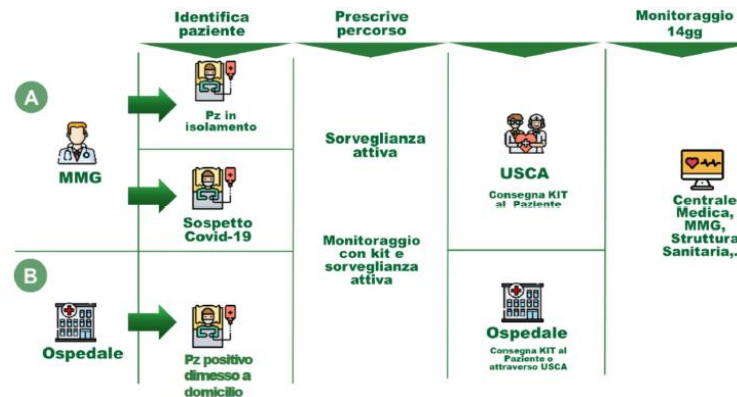 Identifica
paziente
Prescrive
percorso
Monitoraggio
14gg
A
MMG
Pz in
isolamento
Sospetto
Covid-19
Sorveglianza
attiva
Monitoraggio
con kit e
sorveglianza
attiva
USCA
Consegna KIT
al Paziente
Centrale
Medica,
MMG,
Struttura
Sanitaria,..
B
Ospedale
Pz positivo
dimesso a
domicilio
Ospedale
Consegna KIT al
Paziente o
attraverso USCA